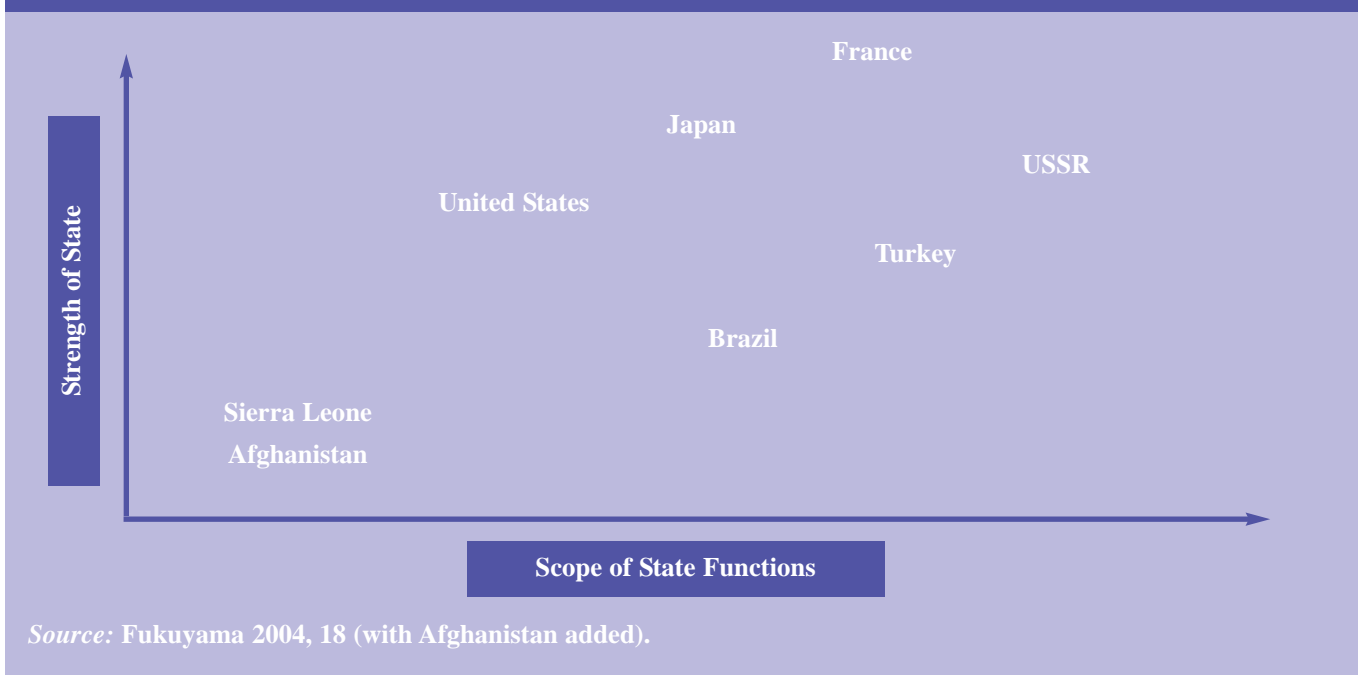 France
Japan
USSR
United States
Turkey
Brazil
Sierra Leone
Afghanistan
Strength of State
Scope of State Functions
Source: Fukuyama 2004, 18 (with Afghanistan added).